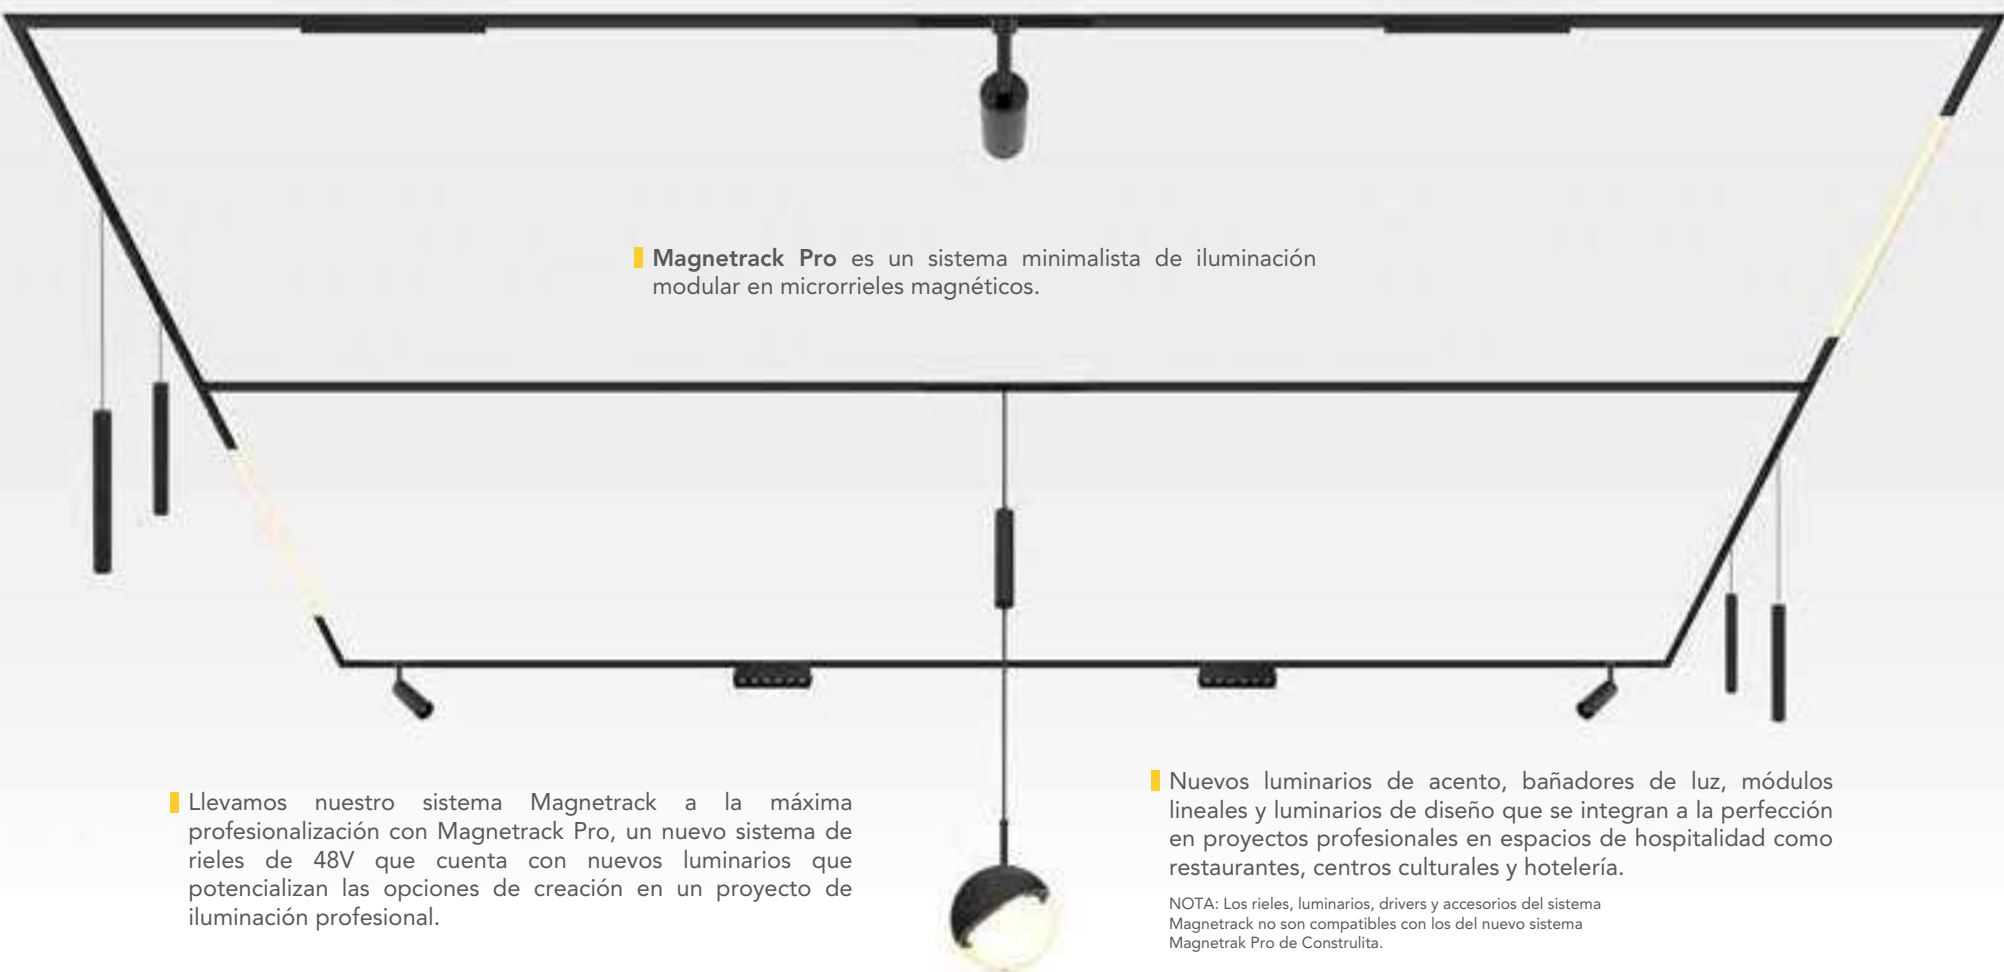 Magnetrack Pro es un sistema minimalista de iluminación
modular en microrrieles magnéticos.
Llevamos nuestro sistema Magnetrack a la máxima
profesionalización con Magnetrack Pro, un nuevo sistema de
rieles de 48V que cuenta con nuevos luminarios que
potencializan las opciones de creación en un proyecto de
iluminación profesional.
Nuevos luminarios de acento, bañadores de luz, módulos
lineales y luminarios de diseño que se integran a la perfección
en proyectos profesionales en espacios de hospitalidad como
restaurantes, centros culturales y hotelería.
NOTA: Los rieles, luminarios, drivers y accesorios del sistema
Magnetrack no son compatibles con los del nuevo sistema
Magnetrak Pro de Construlita.